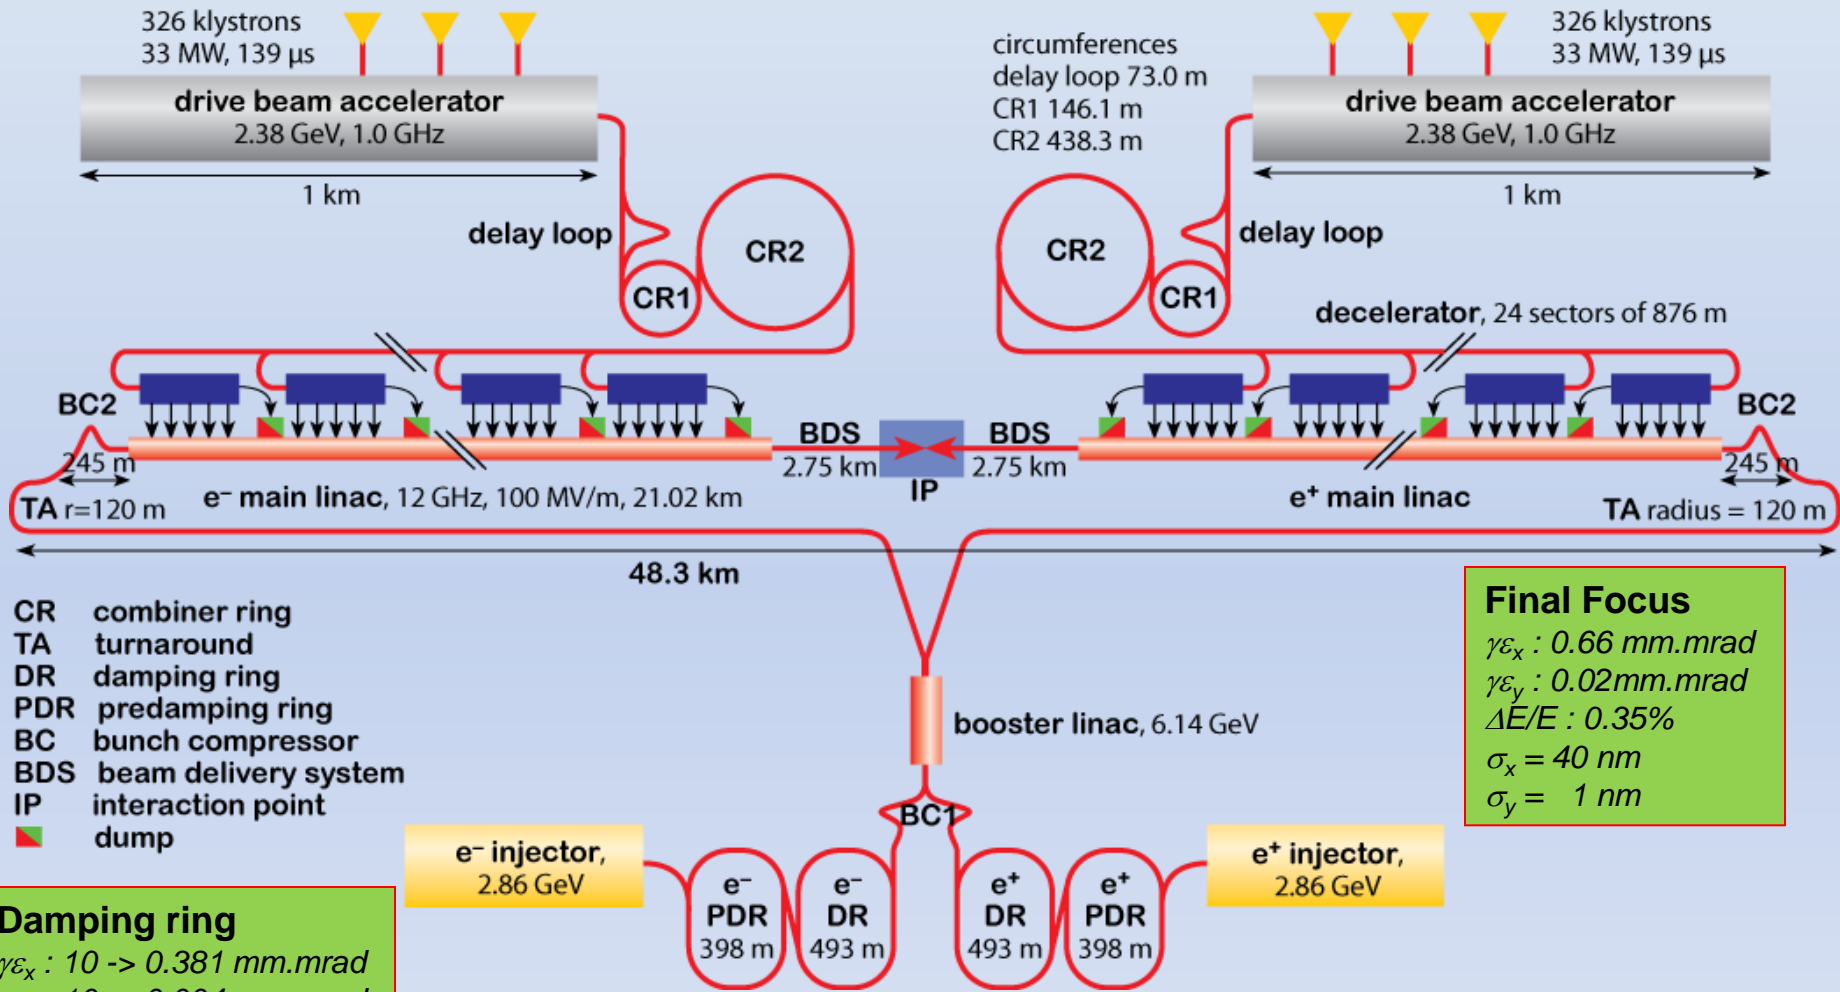 326 klystrons
33 MW, 139 µs
drive beam accelerator
2.38 GeV, 1.0 GHz
1 km
delay loop
CR1
CR2
circumferences
delay loop 73.0 m
CR1 146.1 m
CR2 438.3 m
326 klystrons
33 MW, 139 µs
drive beam accelerator
2.38 GeV, 1.0 GHz
1 km
CR2
CR1
delay loop
decelerator, 24 sectors of 876 m
BC2
245 m
TA r=120 m
e⁻ main linac, 12 GHz, 100 MV/m, 21.02 km
BDS
2.75 km
IP
BDS
2.75 km
e⁺ main linac
BC2
245 m
TA radius = 120 m
48.3 km
CR combiner ring
TA turnaround
DR damping ring
PDR predamping ring
BC bunch compressor
BDS beam delivery system
IP interaction point
dump
Final Focus
γεx : 0.66 mm.mrad
γεy : 0.02mm.mrad
ΔE/E : 0.35%
σx = 40 nm
σy = 1 nm
booster linac, 6.14 GeV
BC1
e⁻ injector,
2.86 GeV
e⁻
PDR
398 m
e⁻
DR
493 m
e⁺
DR
493 m
e⁺
PDR
398 m
e⁺ injector,
2.86 GeV
Damping ring
γεx : 10 -> 0.381 mm.mrad